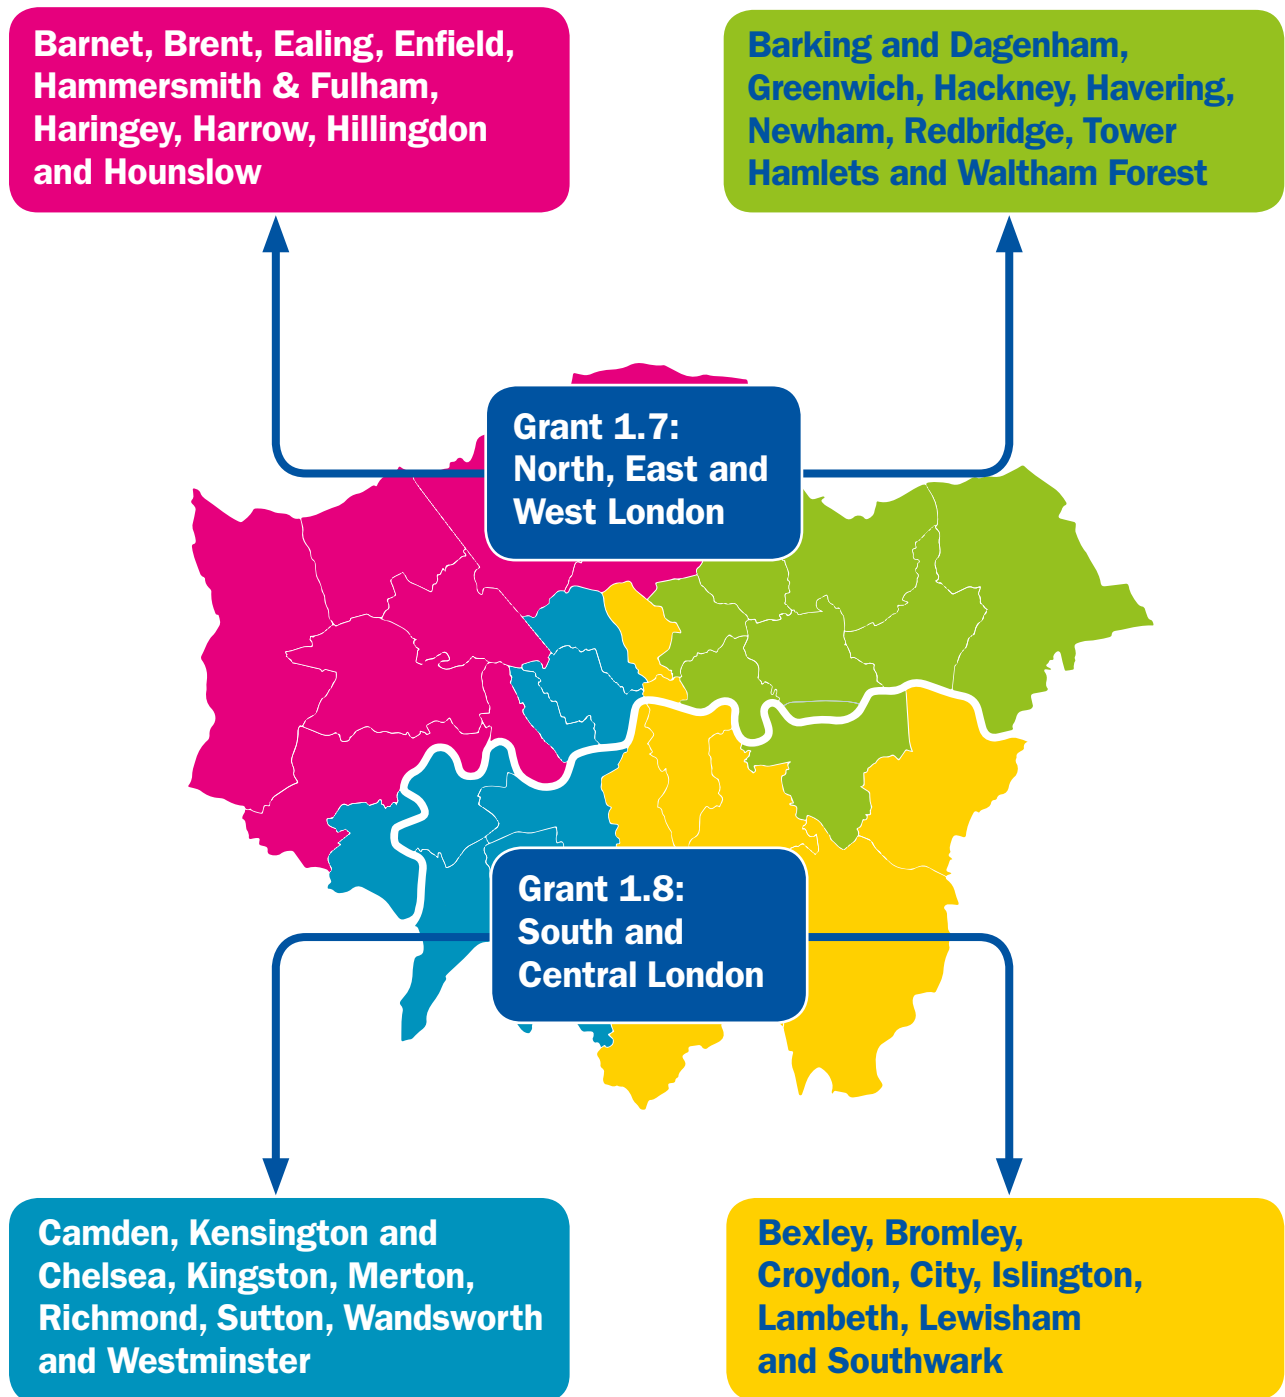 Barnet, Brent, Ealing, Enfield,
Hammersmith & Fulham,
Haringey, Harrow, Hillingdon
and Hounslow
Barking and Dagenham,
Greenwich, Hackney, Havering,
Newham, Redbridge, Tower
Hamlets and Waltham Forest
Grant 1.7:
North, East and
West London
Grant 1.8:
South and
Central London
Camden, Kensington and
Chelsea, Kingston, Merton,
Richmond, Sutton, Wandsworth
and Westminster
Bexley, Bromley,
Croydon, City, Islington,
Lambeth, Lewisham
and Southwark